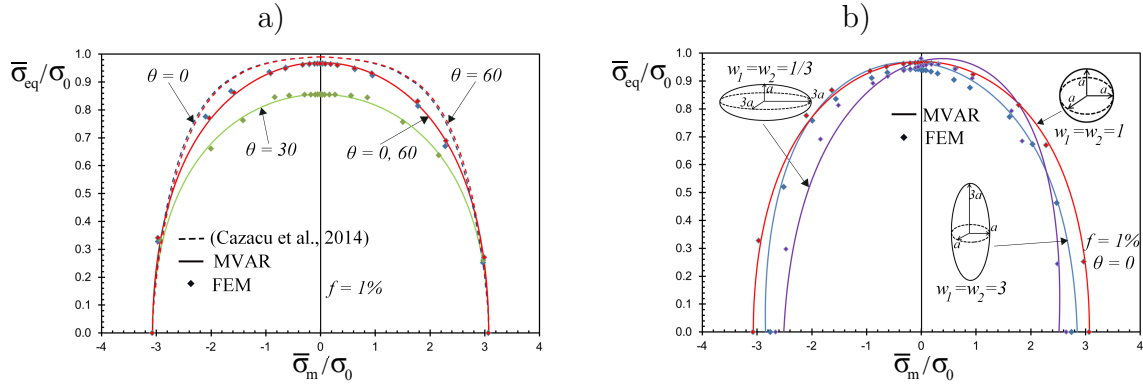 a)
σ̅eq/σ0
1.0
0.9
0.8
0.7
0.6
0.5
0.4
0.3
0.2
0.1
0.0
θ=0
θ=60
θ = 30
θ= 0, 60
(Cazacu et al., 2014)
MVAR
FEM
f = 1%
-4 -3 -2 -1 0 1 2 3 4
σ̅m/σ0
b)
σ̅eq/σ0
1.0
0.9
0.8
0.7
0.6
0.5
0.4
0.3
0.2
0.1
0.0
w1=w2=1/3
a
3a 3a
MVAR
FEM
a
a a
w1=w2=1
3a
a a
w1=w2=3
f = 1%
θ = 0
-4 -3 -2 -1 0 1 2 3 4
σ̅m/σ0